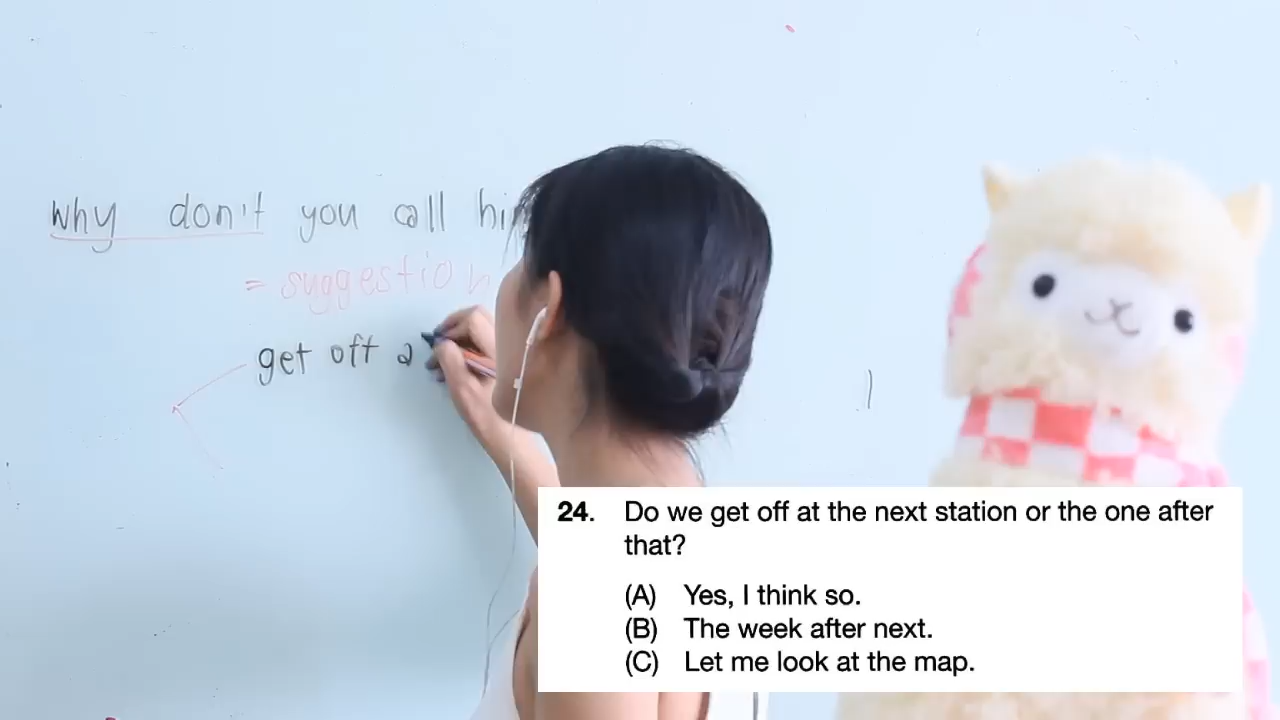 why don't you call
= suggestion
get off a
24. Do we get off at the next station or the one after
that?
(A) Yes, I think so.
(B) The week after next.
(C) Let me look at the map.